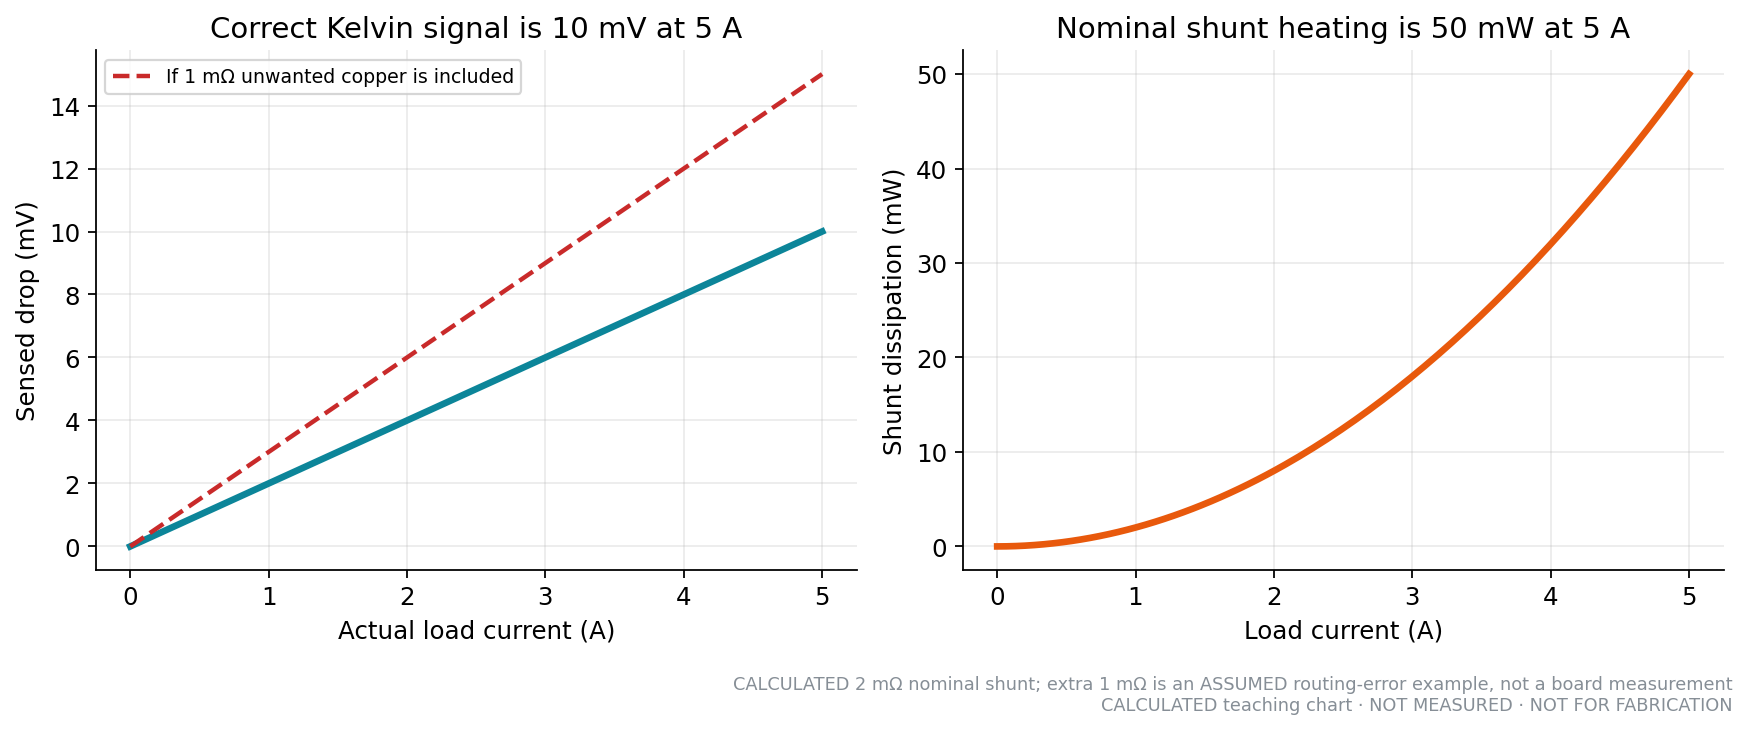 Correct Kelvin signal is 10 mV at 5 A
If 1 mΩ unwanted copper is included
Sensed drop (mV)
14
12
10
8
6
4
2
0
0 1 2 3 4 5
Actual load current (A)
Nominal shunt heating is 50 mW at 5 A
Shunt dissipation (mW)
50
40
30
20
10
0
0 1 2 3 4 5
Load current (A)
CALCULATED 2 mΩ nominal shunt; extra 1 mΩ is an ASSUMED routing-error example, not a board measurement
CALCULATED teaching chart · NOT MEASURED · NOT FOR FABRICATION